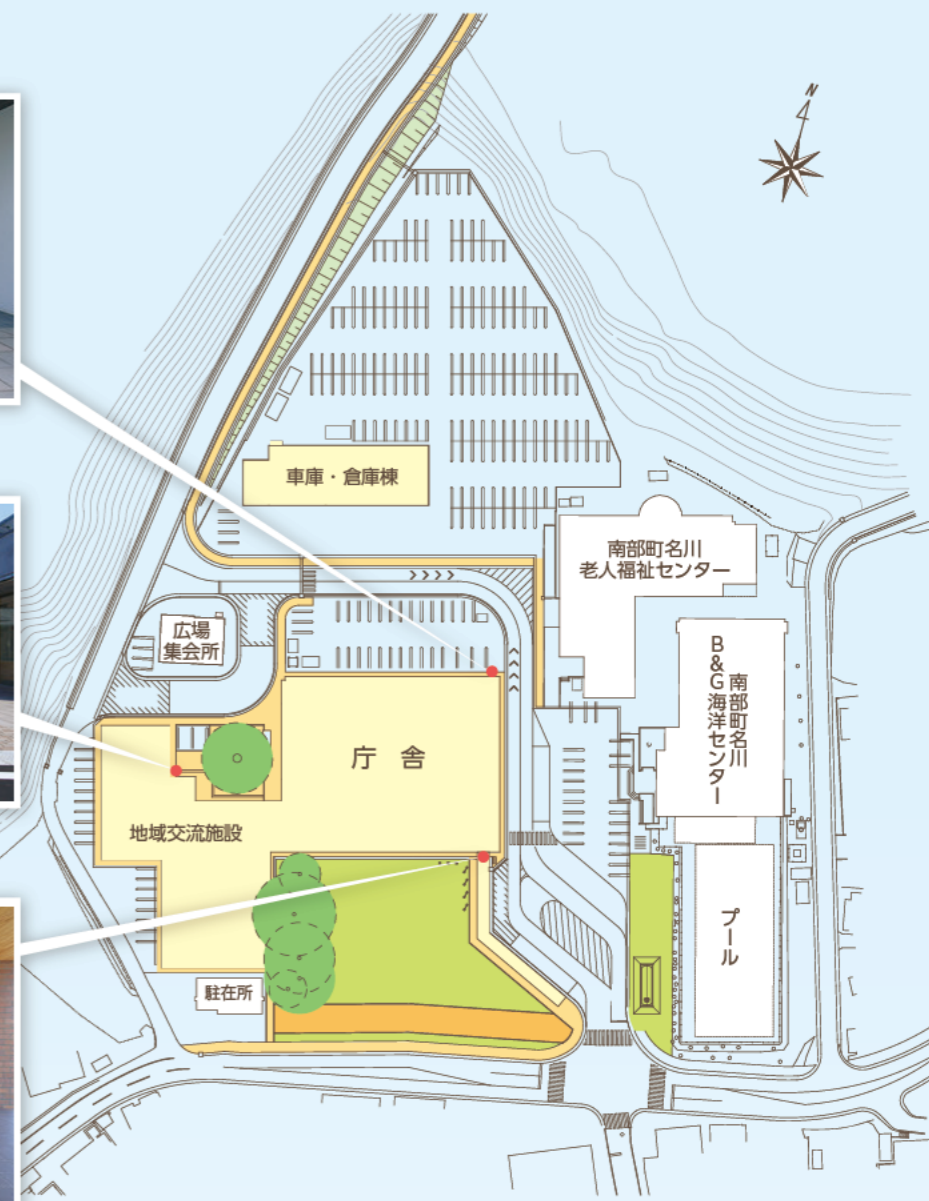 N
車庫・倉庫棟
南部町名川
老人福祉センター
広場
集会所
南部町名川
B&G海洋センター
庁 舎
地域交流施設
プール
駐在所